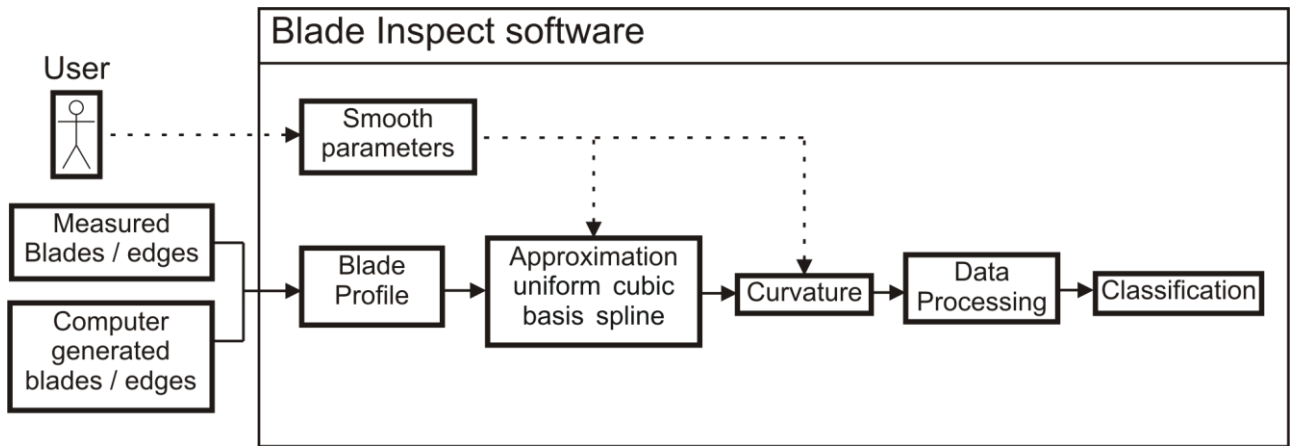 Blade Inspect software
User
Smooth
parameters
Measured
Blades / edges
Computer
generated
blades / edges
Blade
Profile
Approximation
uniform cubic
basis spline
Curvature
Data
Processing
Classification